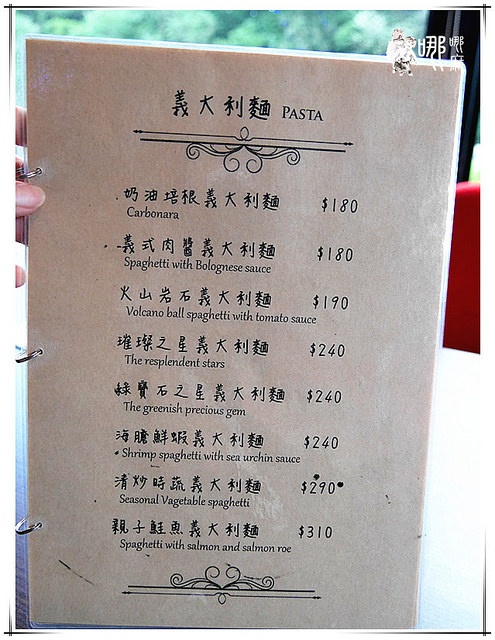 哪
哪
麻
義大利麵 PASTA
奶油培根義大利麵 $180
Carbonara
義式肉醬義大利麵 $180
Spaghetti with Bolognese sauce
火山岩石義大利麵 $190
Volcano ball spaghetti with tomato sauce
璀璨之星義大利麵 $240
The resplendent stars
綠寶石之星義大利麵 $240
The greenish precious gem
海膽鮮蝦義大利麵 $240
Shrimp spaghetti with sea urchin sauce
清炒時蔬義大利麵 $290
Seasonal Vagetable spaghetti
親子鮭魚義大利麵 $310
Spaghetti with salmon and salmon roe